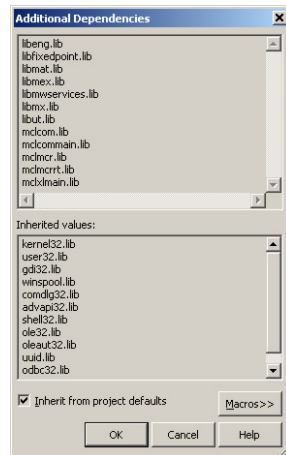 Additional Dependencies
libeng.lib
libfixedpoint.lib
libmat.lib
libmex.lib
libmwservices.lib
libmx.lib
libut.lib
mclcom.lib
mclcommain.lib
mclmcr.lib
mclmcrrt.lib
mclxlmain.lib
Inherited values:
kernel32.lib
user32.lib
gdi32.lib
winspool.lib
comdlg32.lib
advapi32.lib
shell32.lib
ole32.lib
oleaut32.lib
uuid.lib
odbc32.lib
Inherit from project defaults
Macros>>
OK Cancel Help